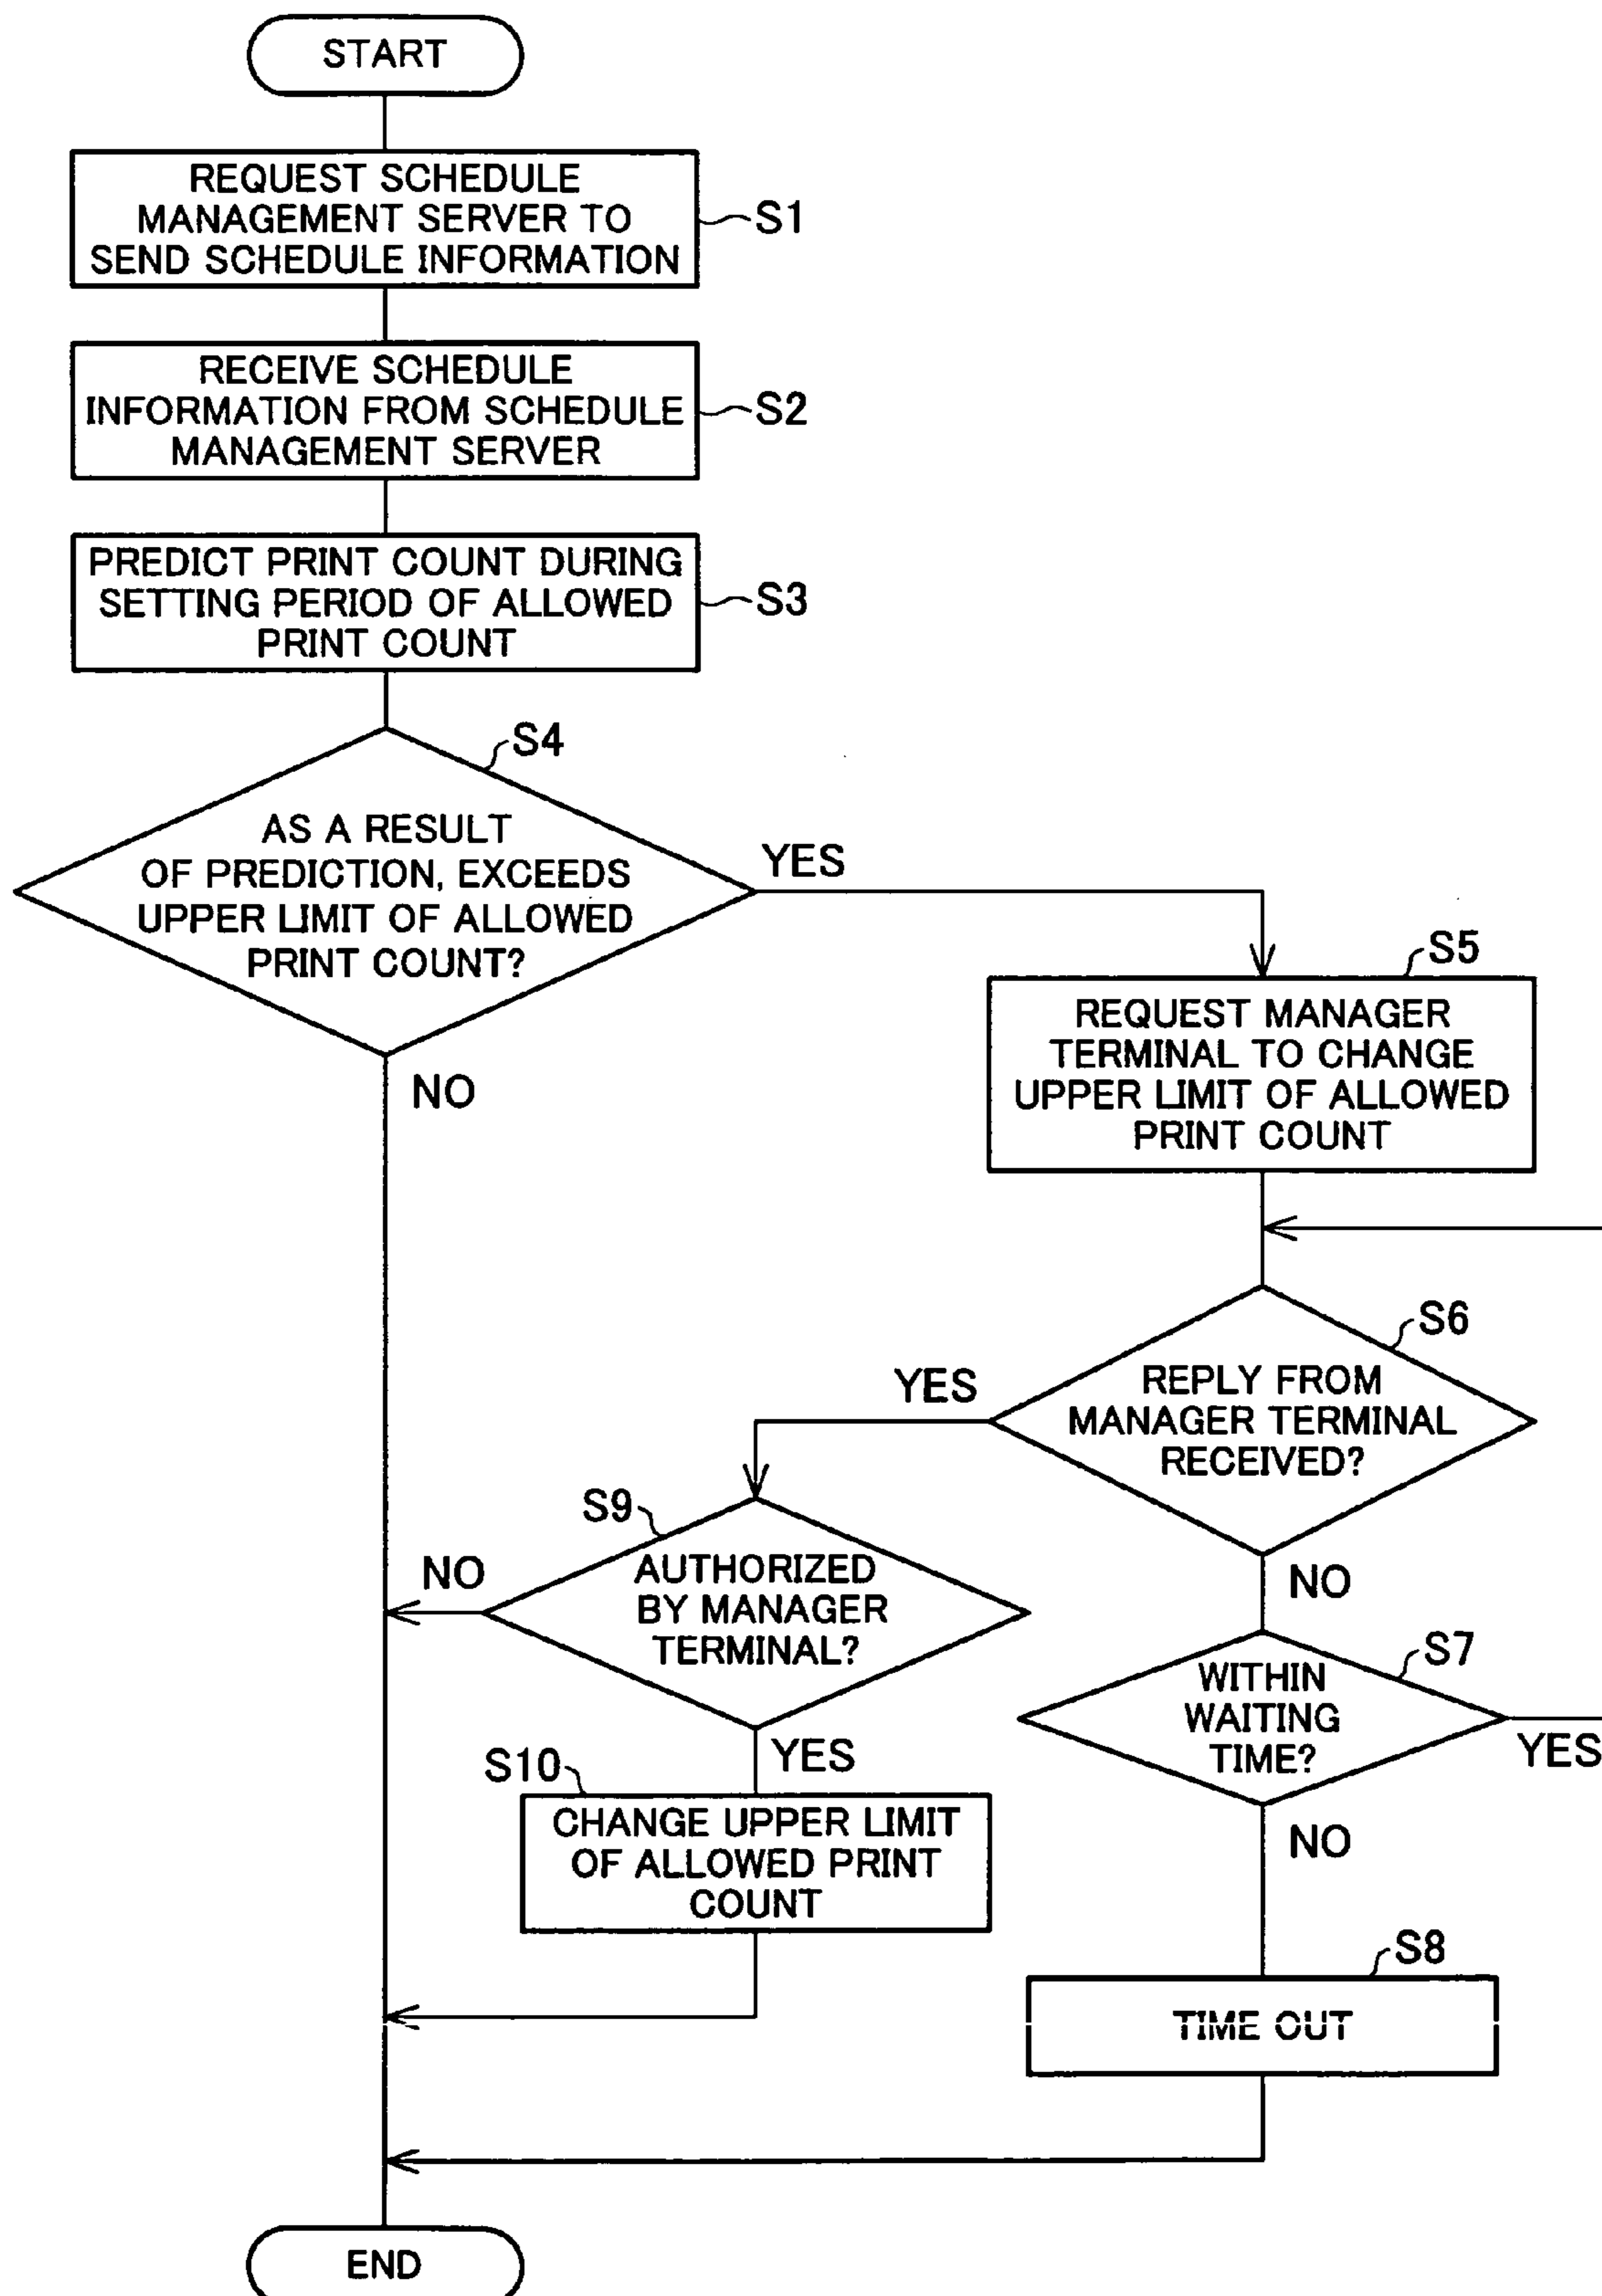 START
REQUEST SCHEDULE
MANAGEMENT SERVER TO
SEND SCHEDULE INFORMATION
S1
RECEIVE SCHEDULE
INFORMATION FROM SCHEDULE
MANAGEMENT SERVER
S2
PREDICT PRINT COUNT DURING
SETTING PERIOD OF ALLOWED
PRINT COUNT
S3
S4
AS A RESULT
OF PREDICTION, EXCEEDS
UPPER LIMIT OF ALLOWED
PRINT COUNT?
YES
NO
S5
REQUEST MANAGER
TERMINAL TO CHANGE
UPPER LIMIT OF ALLOWED
PRINT COUNT
S6
REPLY FROM
MANAGER TERMINAL
RECEIVED?
YES
NO
S7
WITHIN
WAITING
TIME?
YES
NO
S8
TIME OUT
S9
AUTHORIZED
BY MANAGER
TERMINAL?
NO
YES
S10
CHANGE UPPER LIMIT
OF ALLOWED PRINT
COUNT
END